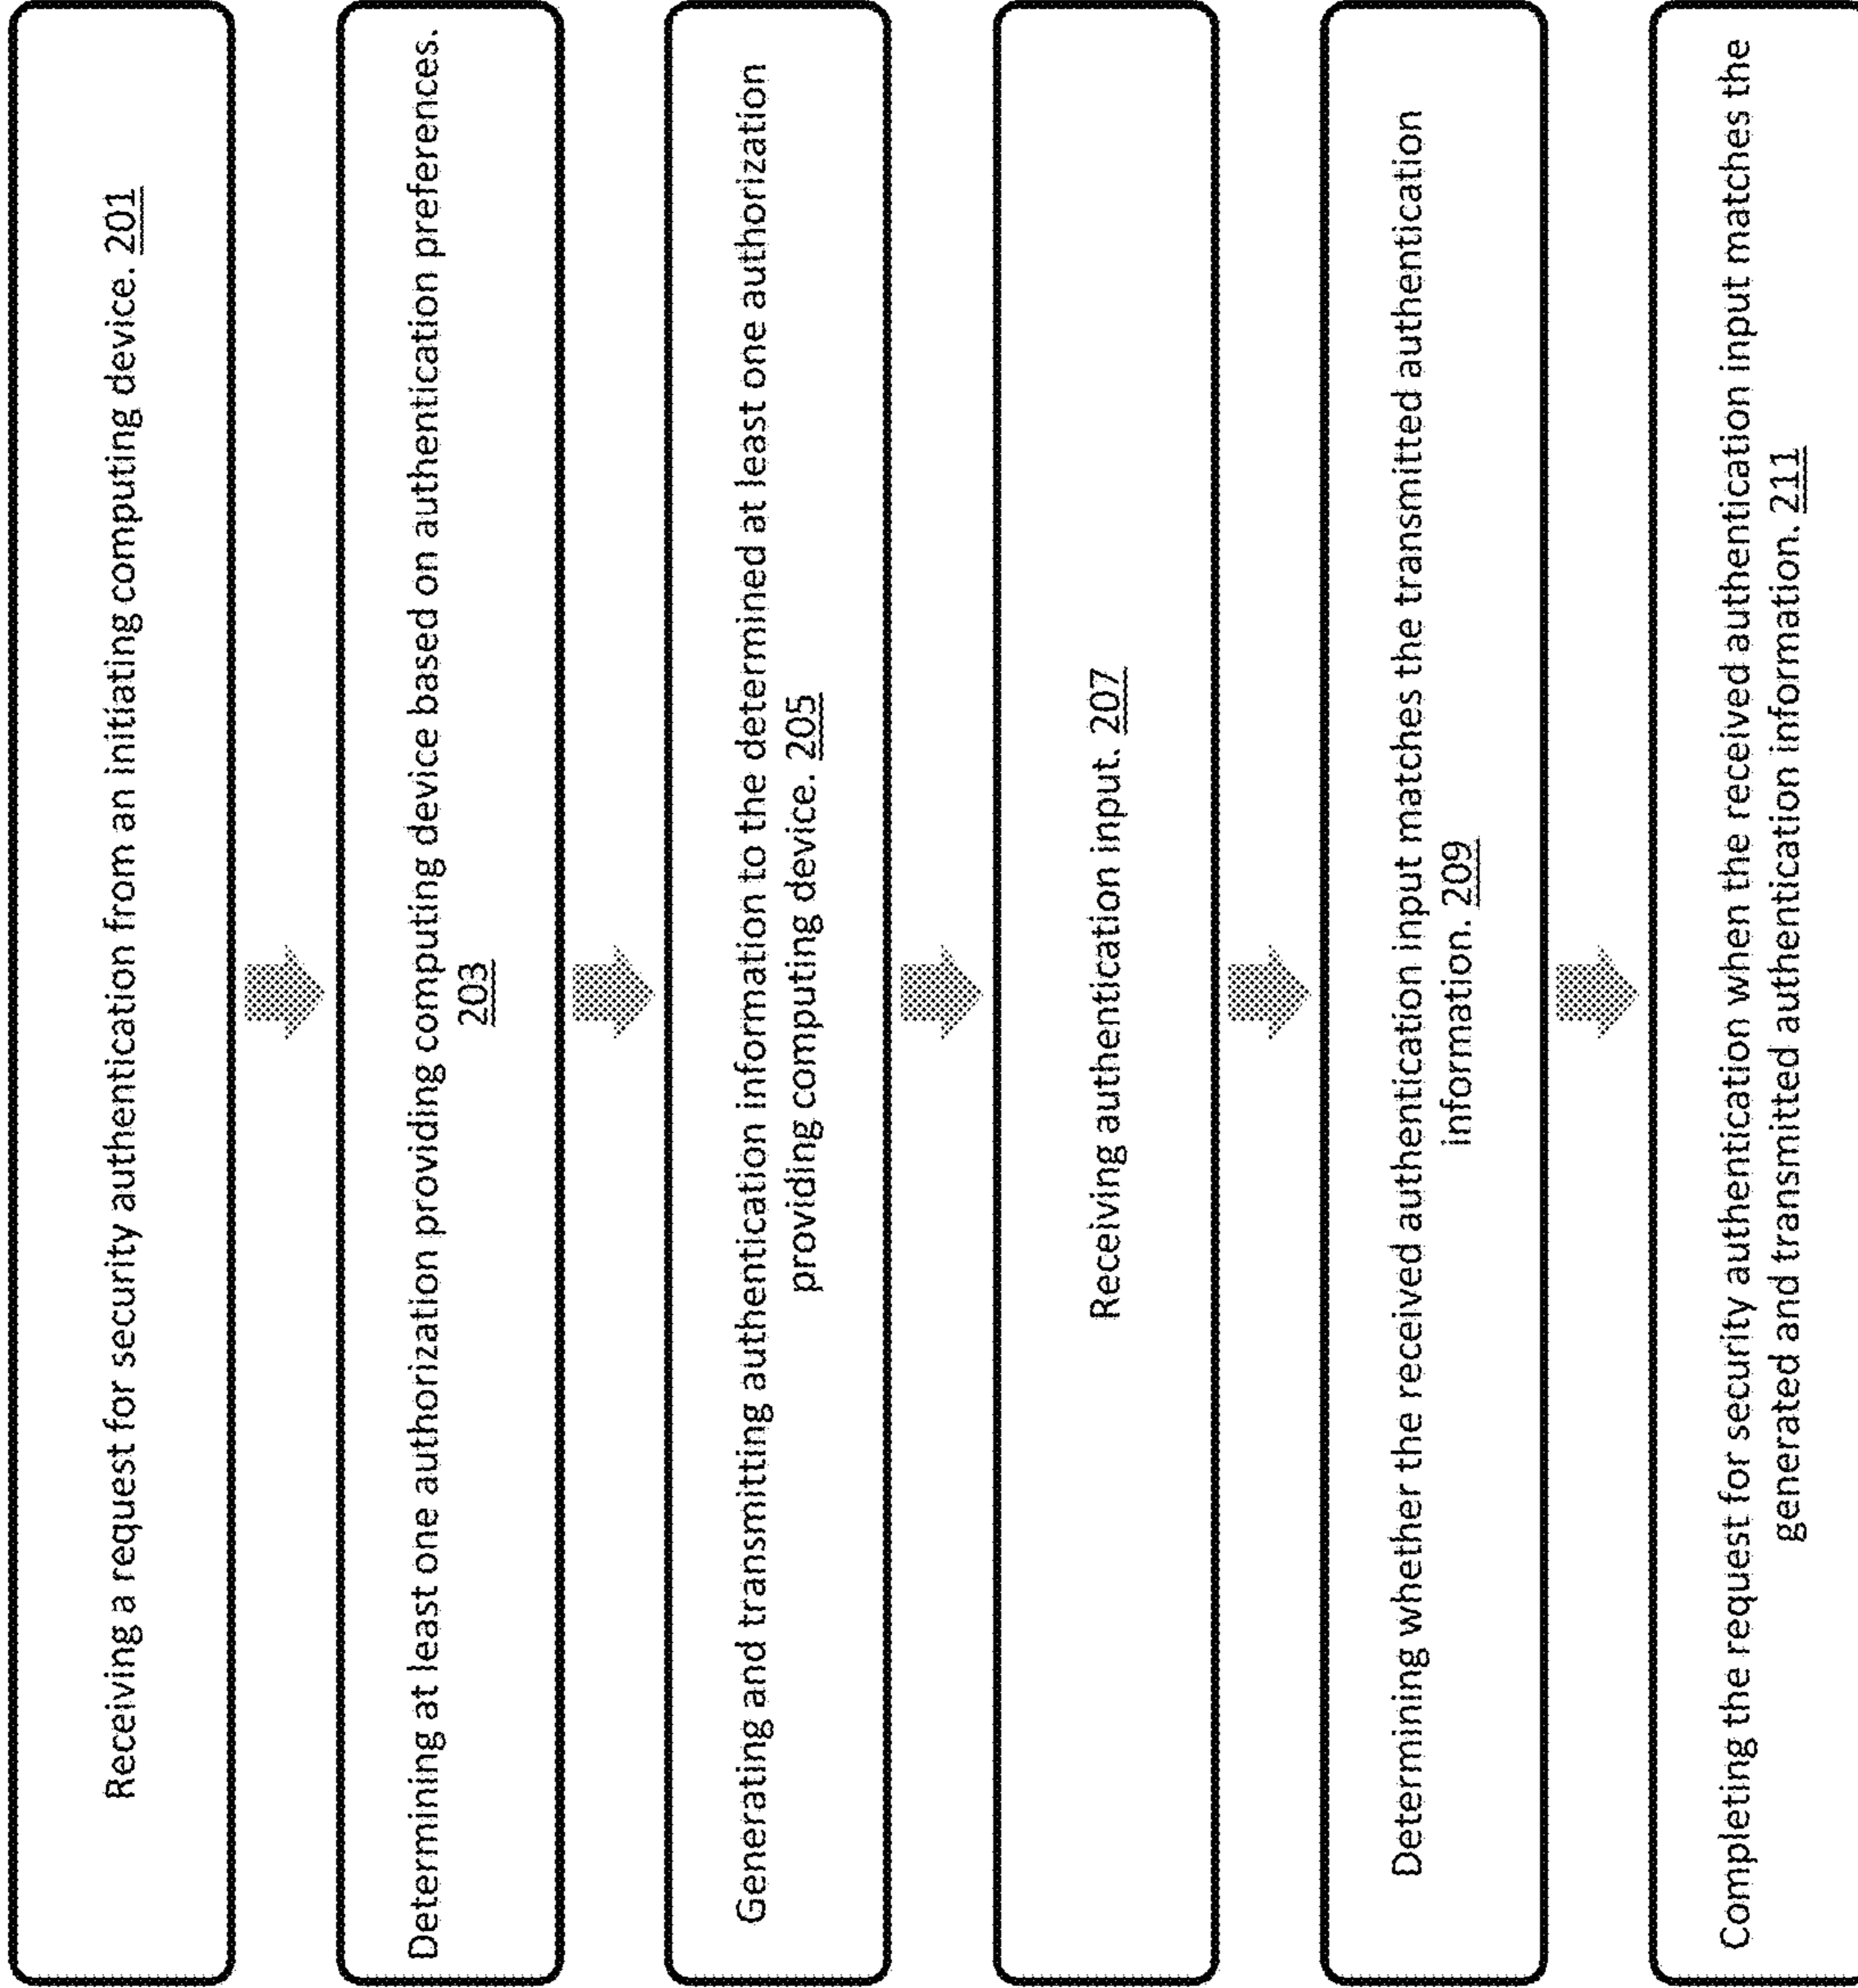 Receiving a request for security authentication from an initiating computing device. 201
Determining at least one authorization providing computing device based on authentication preferences.
203
Generating and transmitting authentication information to the determined at least one authorization
providing computing device. 205
Receiving authentication input. 207
Determining whether the received authentication input matches the transmitted authentication
information. 209
Completing the request for security authentication when the received authentication input matches the
generated and transmitted authentication information. 211